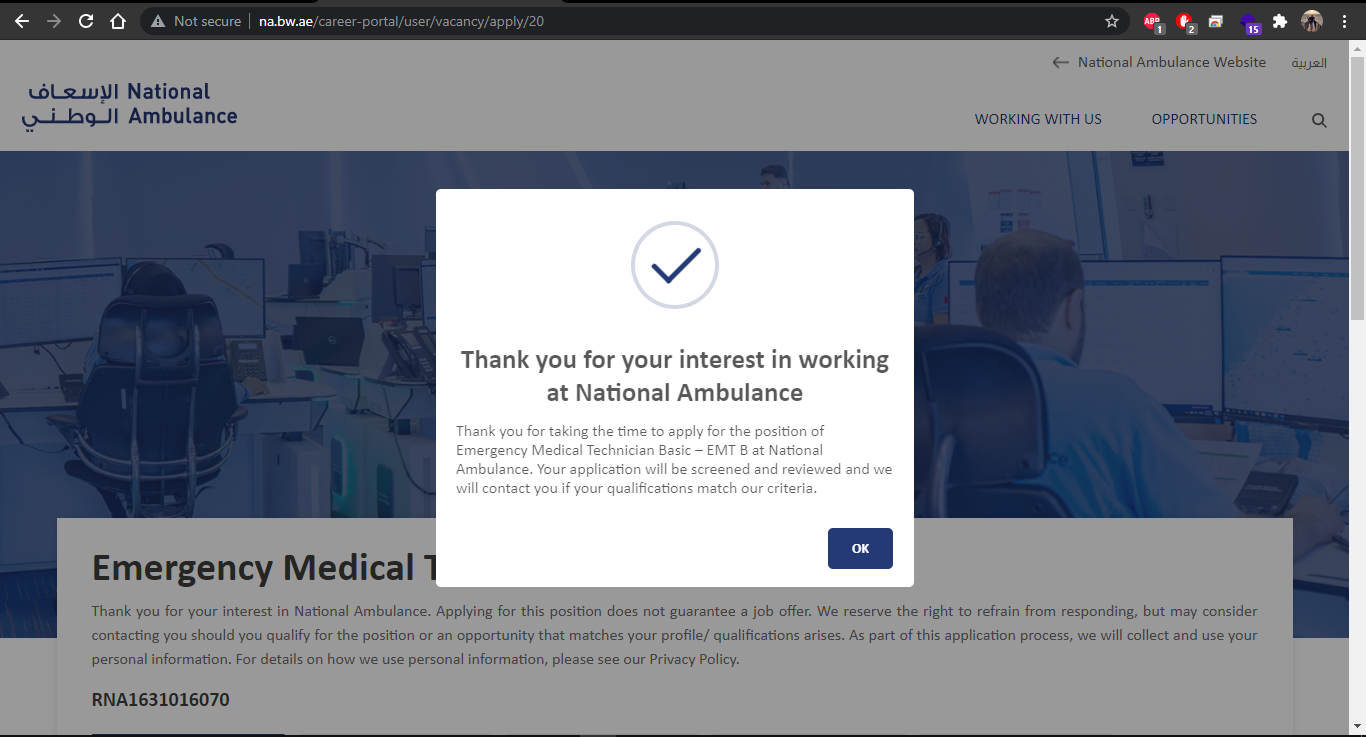 Not secure | na.bw.ae/career-portal/user/vacancy/apply/20
ABP 1 2 15
National Ambulance Website العربية
الإسعاف National
الوطني Ambulance
WORKING WITH US OPPORTUNITIES
Thank you for your interest in working
at National Ambulance
Thank you for taking the time to apply for the position of
Emergency Medical Technician Basic – EMT B at National
Ambulance. Your application will be screened and reviewed and we
will contact you if your qualifications match our criteria.
OK
Emergency Medical
Thank you for your interest in National Ambulance. Applying for this position does not guarantee a job offer. We reserve the right to refrain from responding, but may consider
contacting you should you qualify for the position or an opportunity that matches your profile/ qualifications arises. As part of this application process, we will collect and use your
personal information. For details on how we use personal information, please see our Privacy Policy.
RNA1631016070